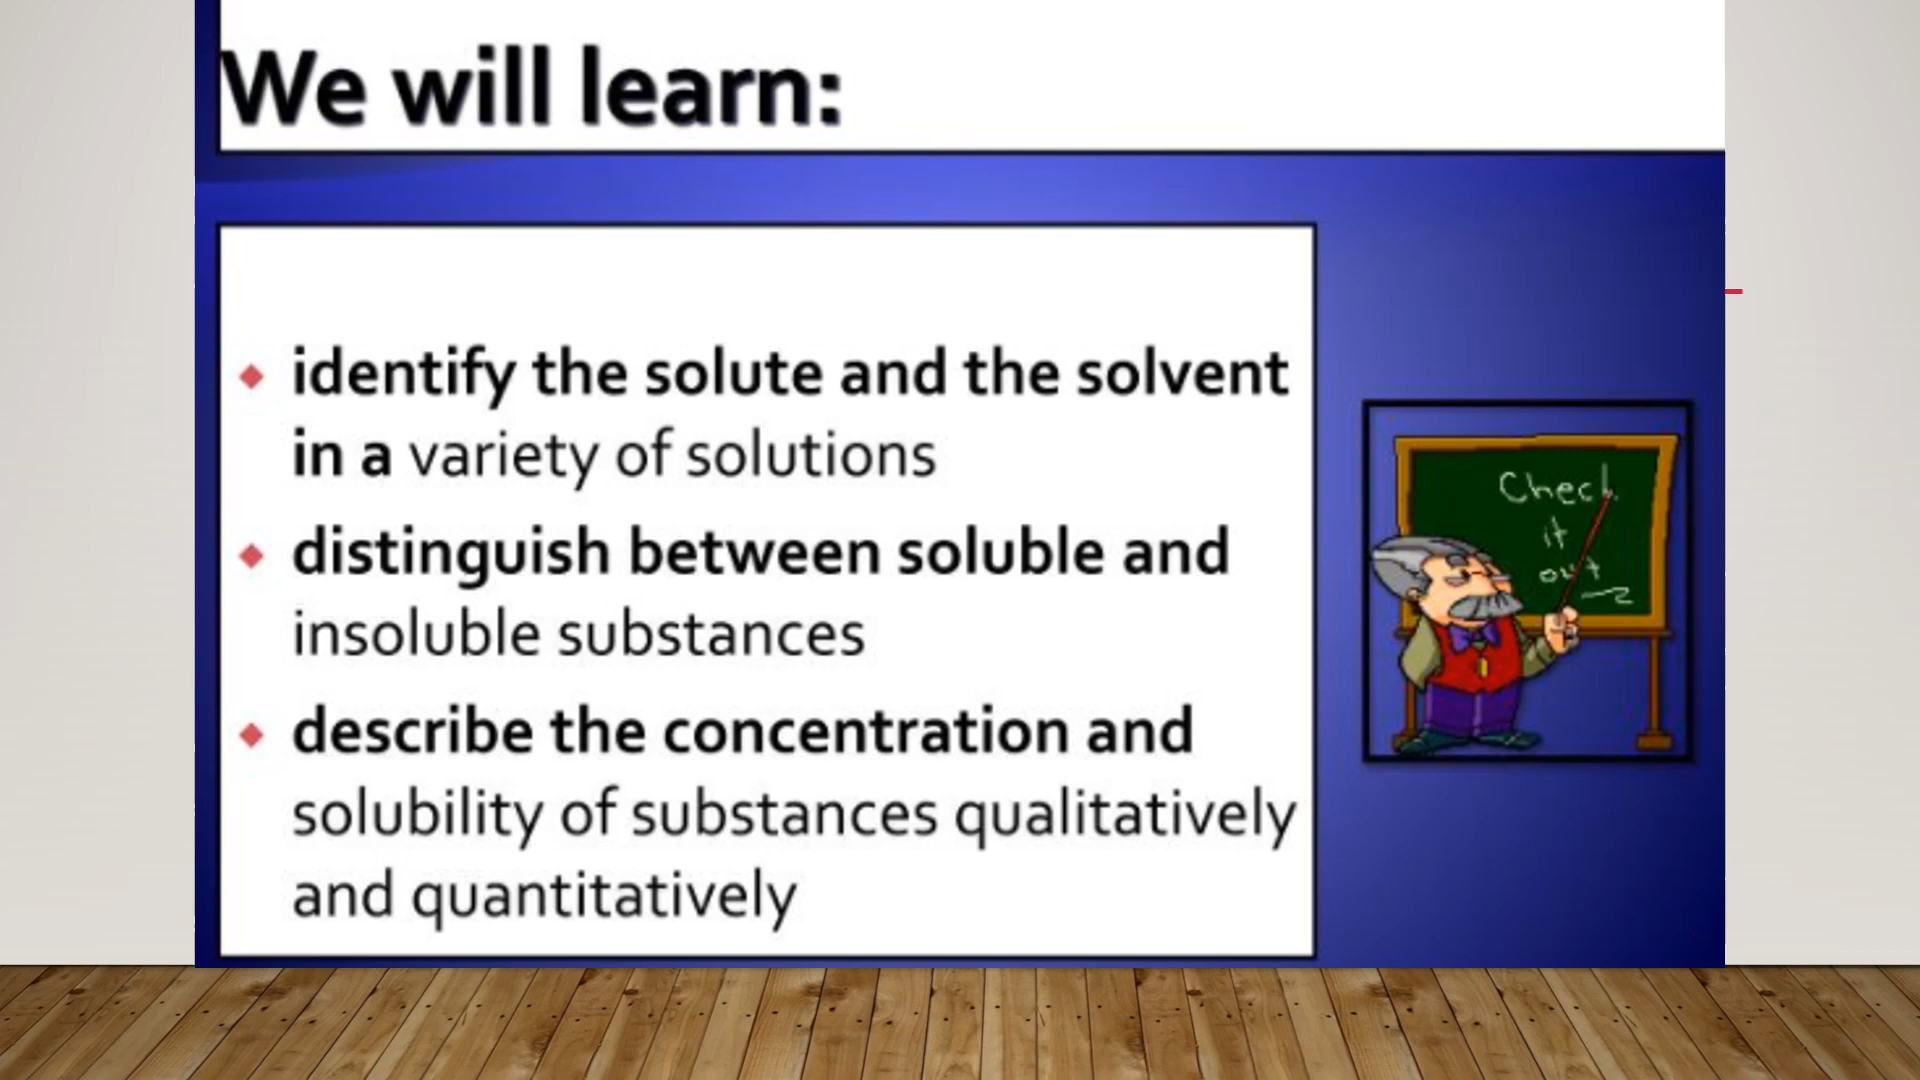 We will learn:
identify the solute and the solvent
in a variety of solutions
distinguish between soluble and
insoluble substances
describe the concentration and
solubility of substances qualitatively
and quantitatively
Check
it
out